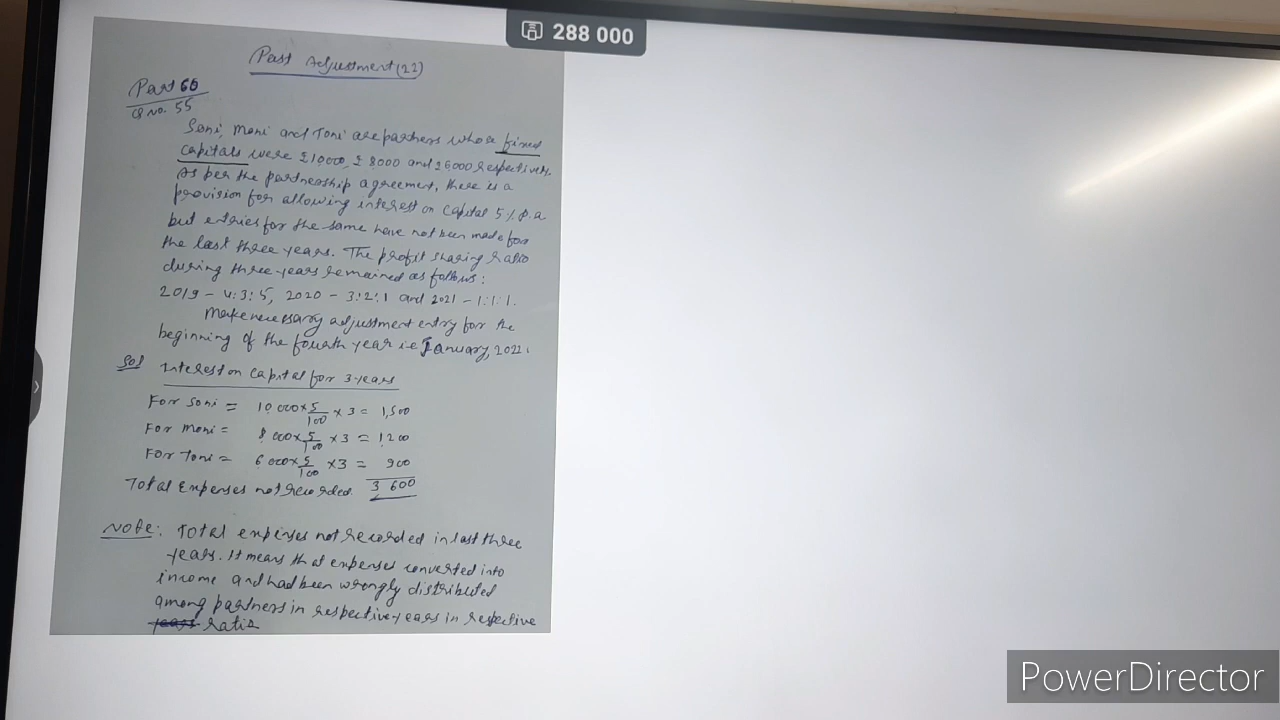 288 000
Past Adjustment (22)
Part 66
Q No. 55
Soni, Moni and Toni are partners whose fixed
capitals were ₹10000, ₹ 8000 and ₹6000 respectively.
As per the partnership agreement, there is a
provision for allowing interest on capital 5% p.a
but entries for the same have not been made for
the last three years. The profit sharing ratio
during three years remained as follows:
2019 - 4:3:5, 2020 - 3:2:1 and 2021 - 1:1:1.
Make necessary adjustment entry for the
beginning of the fourth year i.e January, 2022.
Sol Interest on capital for 3 years
For Soni = 10,000 × 5/100 × 3 = 1,500
For Moni = 8,000 × 5/100 × 3 = 1200
For Toni = 6000 × 5/100 × 3 = 900
Total Expenses not recorded 3 600
NOTE: Total expenses not recorded in last three
years. It means that expenses converted into
income and had been wrongly distributed
among partners in respective years in respective
years ratio
PowerDirector